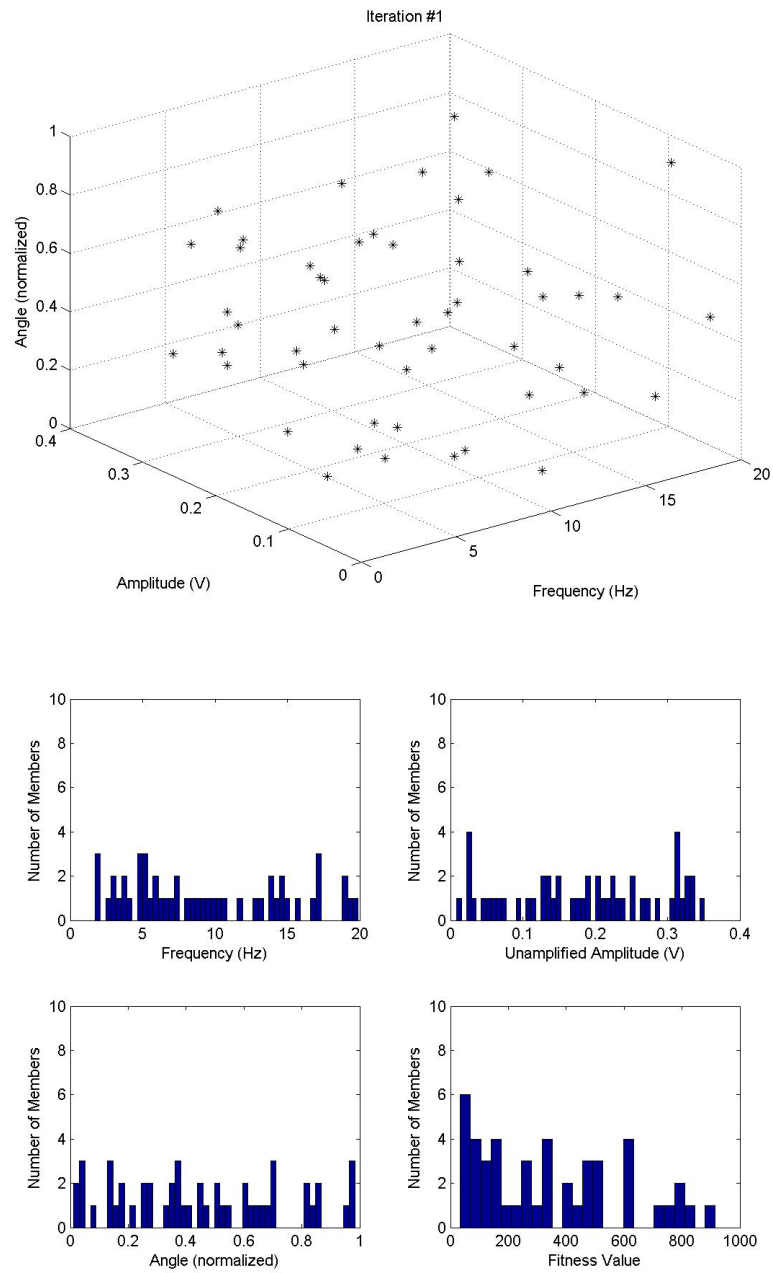 Iteration #1
1
0.8
0.6
0.4
0.2
0
Angle (normalized)
0.4
0.3
0.2
0.1
0
Amplitude (V)
0
5
10
15
20
Frequency (Hz)
10
8
6
4
2
0
Number of Members
0 5 10 15 20
Frequency (Hz)
10
8
6
4
2
0
Number of Members
0 0.1 0.2 0.3 0.4
Unamplified Amplitude (V)
10
8
6
4
2
0
Number of Members
0 0.2 0.4 0.6 0.8 1
Angle (normalized)
10
8
6
4
2
0
Number of Members
0 200 400 600 800 1000
Fitness Value